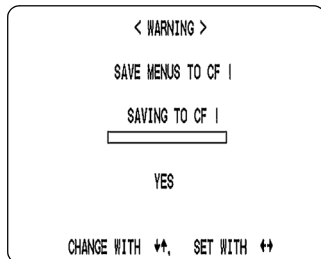 < WARNING >
SAVE MENUS TO CF !
SAVING TO CF !
YES
CHANGE WITH ↓↑, SET WITH ←→